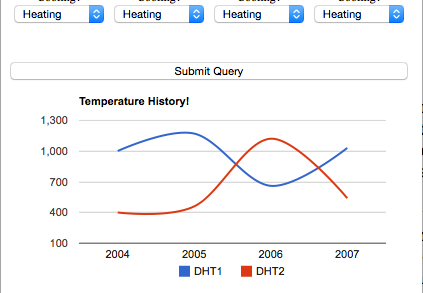 Heating Heating Heating Heating
Submit Query
Temperature History!
1,300
1,000
700
400
100
2004 2005 2006 2007
DHT1 DHT2